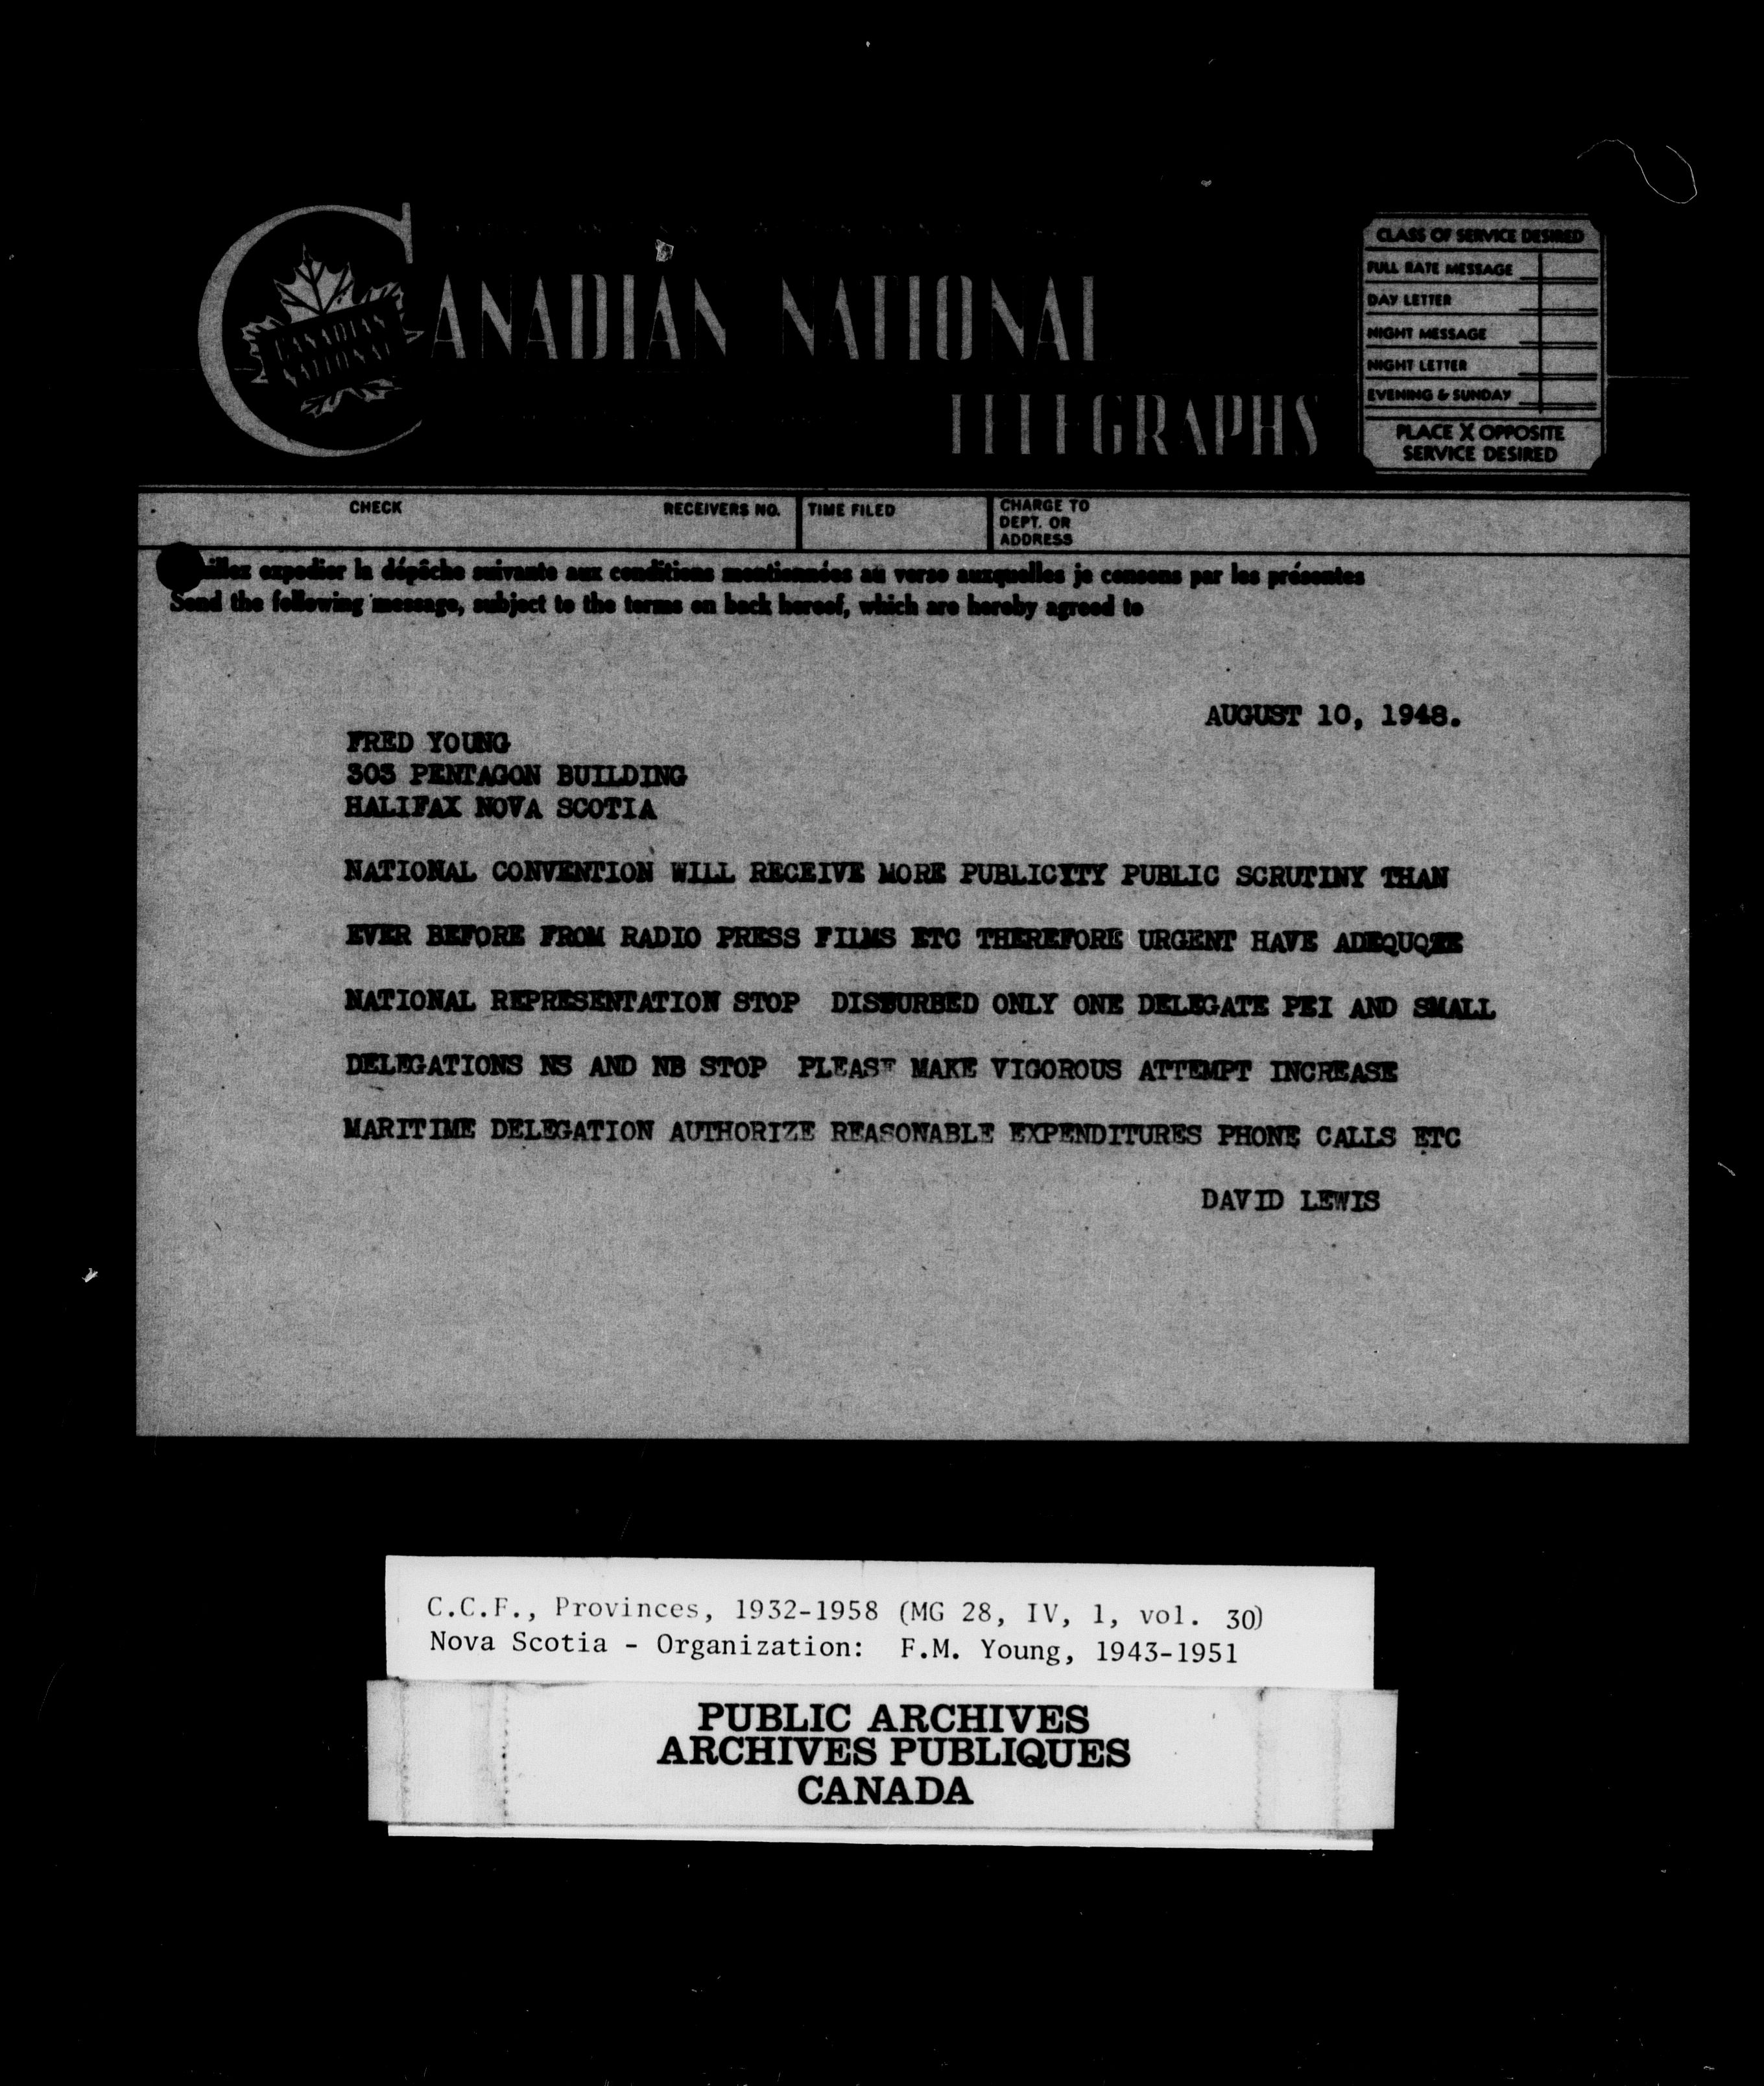 CANADIAN NATIONAL
TELEGRAPHS
CANADIAN
NATIONAL
CLASS OF SERVICE DESIRED
FULL RATE MESSAGE
DAY LETTER
NIGHT MESSAGE
NIGHT LETTER
EVENING & SUNDAY
PLACE X OPPOSITE
SERVICE DESIRED
CHECK RECEIVERS NO. TIME FILED CHARGE TO
DEPT. OR
ADDRESS
expedier la dépêche suivante aux conditions mentionnées au verso auxquelles je consens par les présentes
Send the following message, subject to the terms on back hereof, which are hereby agreed to
AUGUST 10, 1948.
FRED YOUNG
303 PENTAGON BUILDING
HALIFAX NOVA SCOTIA
NATIONAL CONVENTION WILL RECEIVE MORE PUBLICITY PUBLIC SCRUTINY THAN
EVER BEFORE FROM RADIO PRESS FILMS ETC THEREFORE URGENT HAVE
NATIONAL REPRESENTATION STOP DISTURBED ONLY ONE DELEGATE PEI AND SMALL
DELEGATIONS NS AND NB STOP PLEASE MAKE VIGOROUS ATTEMPT INCREASE
MARITIME DELEGATION AUTHORIZE REASONABLE EXPENDITURES PHONE CALLS ETC
DAVID LEWIS
C.C.F., Provinces, 1932-1958 (MG 28, IV, 1, vol. 30)
Nova Scotia - Organization: F.M. Young, 1943-1951
PUBLIC ARCHIVES
ARCHIVES PUBLIQUES
CANADA